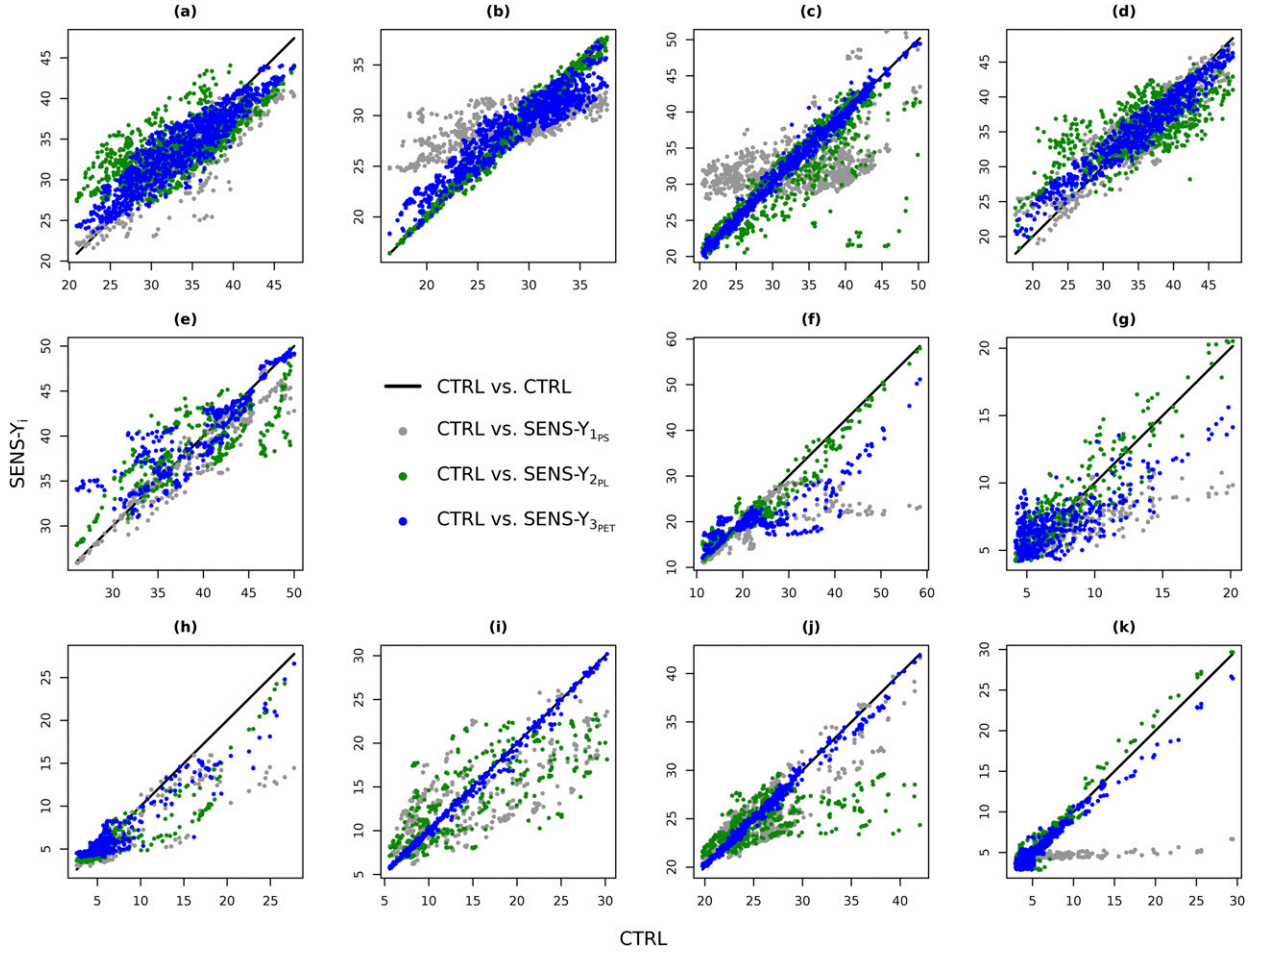 (a) (b) (c) (d)
45 40 35 30 25 20
20 25 30 35 40 45
35 30 25 20
20 25 30 35
50 45 40 35 30 25 20
20 25 30 35 40 45 50
45 40 35 30 25 20
20 25 30 35 40 45
(e) (f) (g)
50 45 40 35 30
30 35 40 45 50
SENS-Yi
CTRL vs. CTRL
CTRL vs. SENS-Y1PS
CTRL vs. SENS-Y2PL
CTRL vs. SENS-Y3PET
60 50 40 30 20 10
10 20 30 40 50 60
20 15 10 5
5 10 15 20
(h) (i) (j) (k)
25 20 15 10 5
5 10 15 20 25
30 25 20 15 10 5
5 10 15 20 25 30
40 35 30 25 20
20 25 30 35 40
30 25 20 15 10 5
5 10 15 20 25 30
CTRL